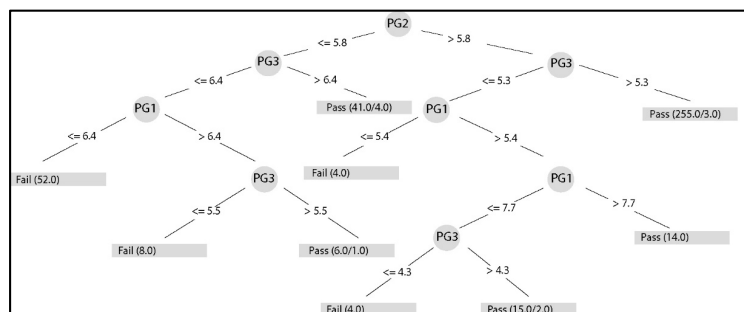 PG2
<= 5.8
> 5.8
PG3
PG3
<= 6.4
> 6.4
<= 5.3
> 5.3
PG1
Pass (41.0/4.0)
PG1
Pass (255.0/3.0)
<= 6.4
> 6.4
<= 5.4
> 5.4
Fail (52.0)
PG3
Fail (4.0)
PG1
<= 5.5
> 5.5
<= 7.7
> 7.7
Fail (8.0)
Pass (6.0/1.0)
PG3
Pass (14.0)
<= 4.3
> 4.3
Fail (4.0)
Pass (15.0/2.0)